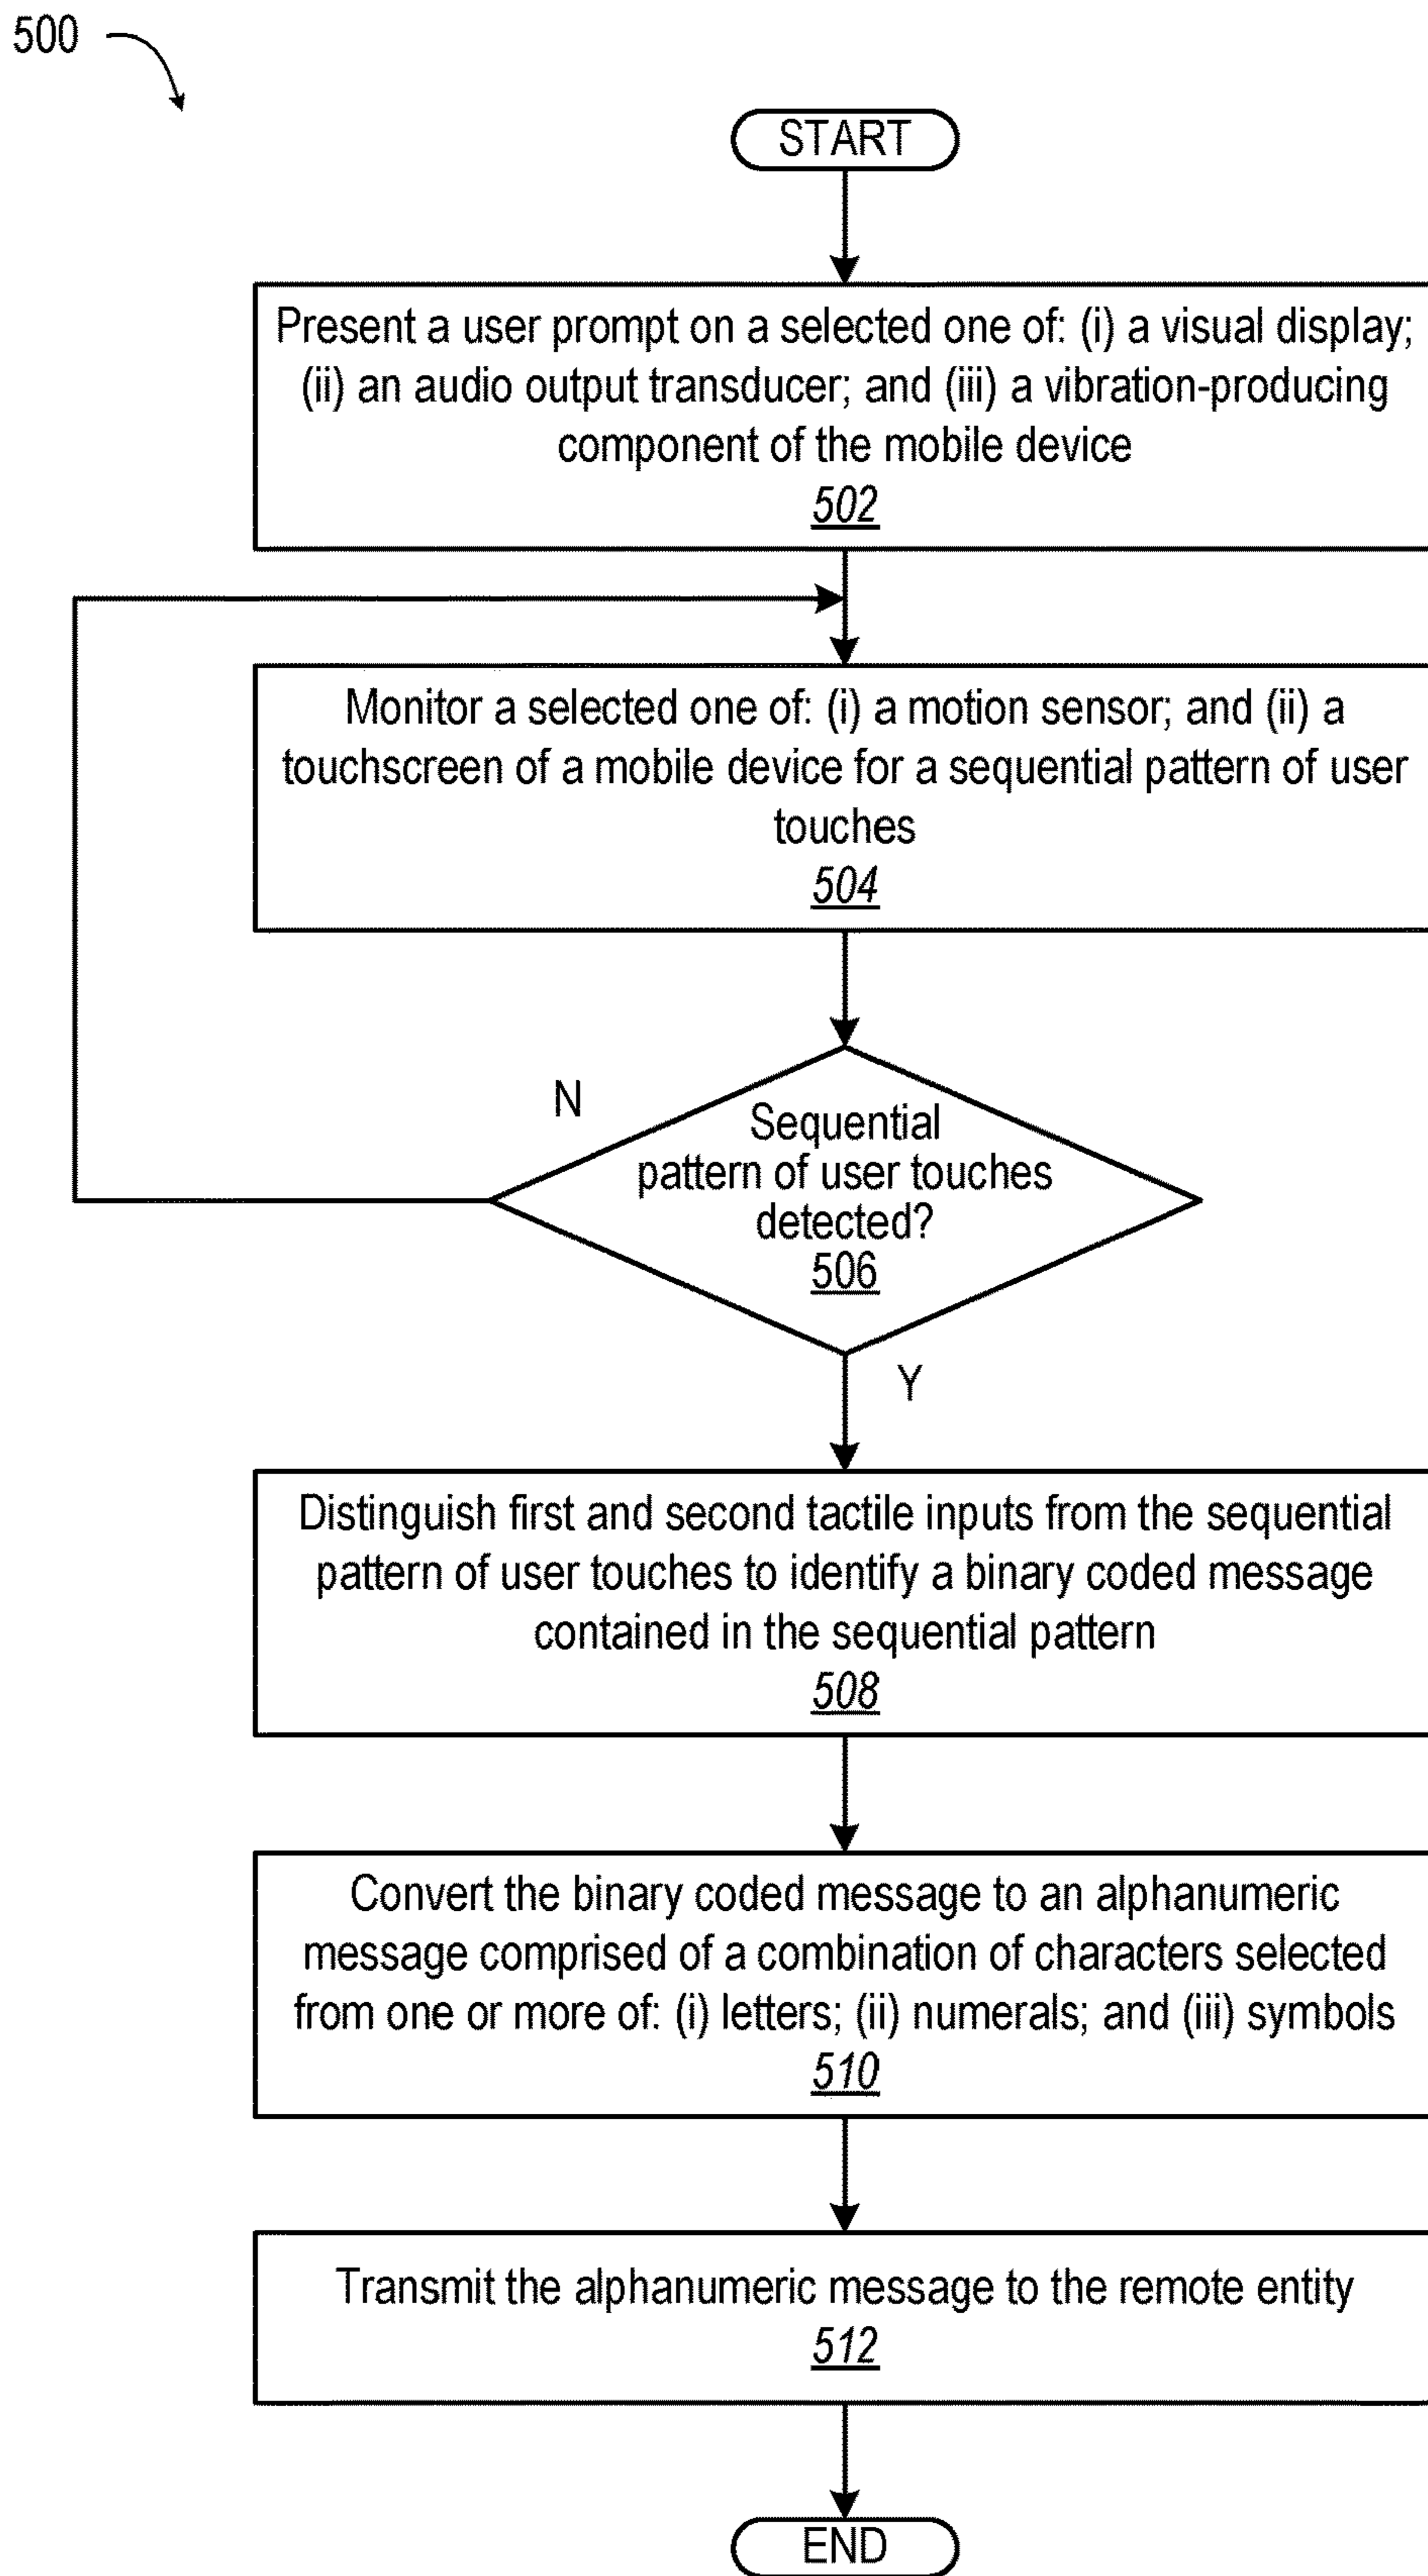 500
START
Present a user prompt on a selected one of: (i) a visual display;
(ii) an audio output transducer; and (iii) a vibration-producing
component of the mobile device
502
Monitor a selected one of: (i) a motion sensor; and (ii) a
touchscreen of a mobile device for a sequential pattern of user
touches
504
N
Sequential
pattern of user touches
detected?
506
Y
Distinguish first and second tactile inputs from the sequential
pattern of user touches to identify a binary coded message
contained in the sequential pattern
508
Convert the binary coded message to an alphanumeric
message comprised of a combination of characters selected
from one or more of: (i) letters; (ii) numerals; and (iii) symbols
510
Transmit the alphanumeric message to the remote entity
512
END